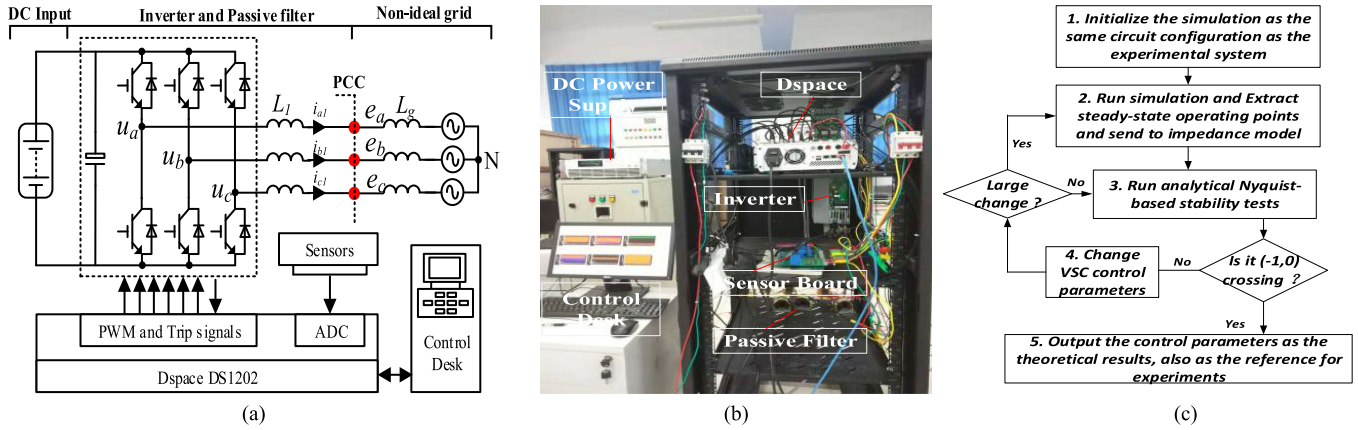 DC Input
Inverter and Passive filter
Non-ideal grid
PCC
L1
ia1
ea
Lg
ua
ib1
eb
ub
N
ic1
ec
uc
Sensors
PWM and Trip signals
ADC
Control
Desk
Dspace DS1202
(a)
DC Power
Supply
Dspace
Inverter
Sensor Board
Control
Desk
Passive Filter
(b)
1. Initialize the simulation as the
same circuit configuration as the
experimental system
2. Run simulation and Extract
steady-state operating points
and send to impedance model
Yes
Large
change ?
No
3. Run analytical Nyquist-
based stability tests
4. Change
VSC control
parameters
No
Is it (-1,0)
crossing ?
Yes
5. Output the control parameters as the
theoretical results, also as the reference for
experiments
(c)